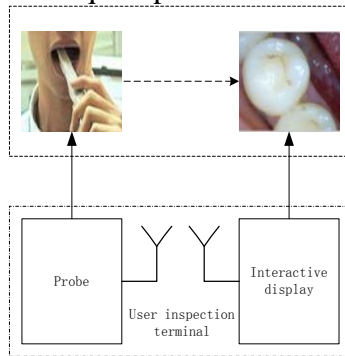 Probe
Interactive
display
User inspection
terminal